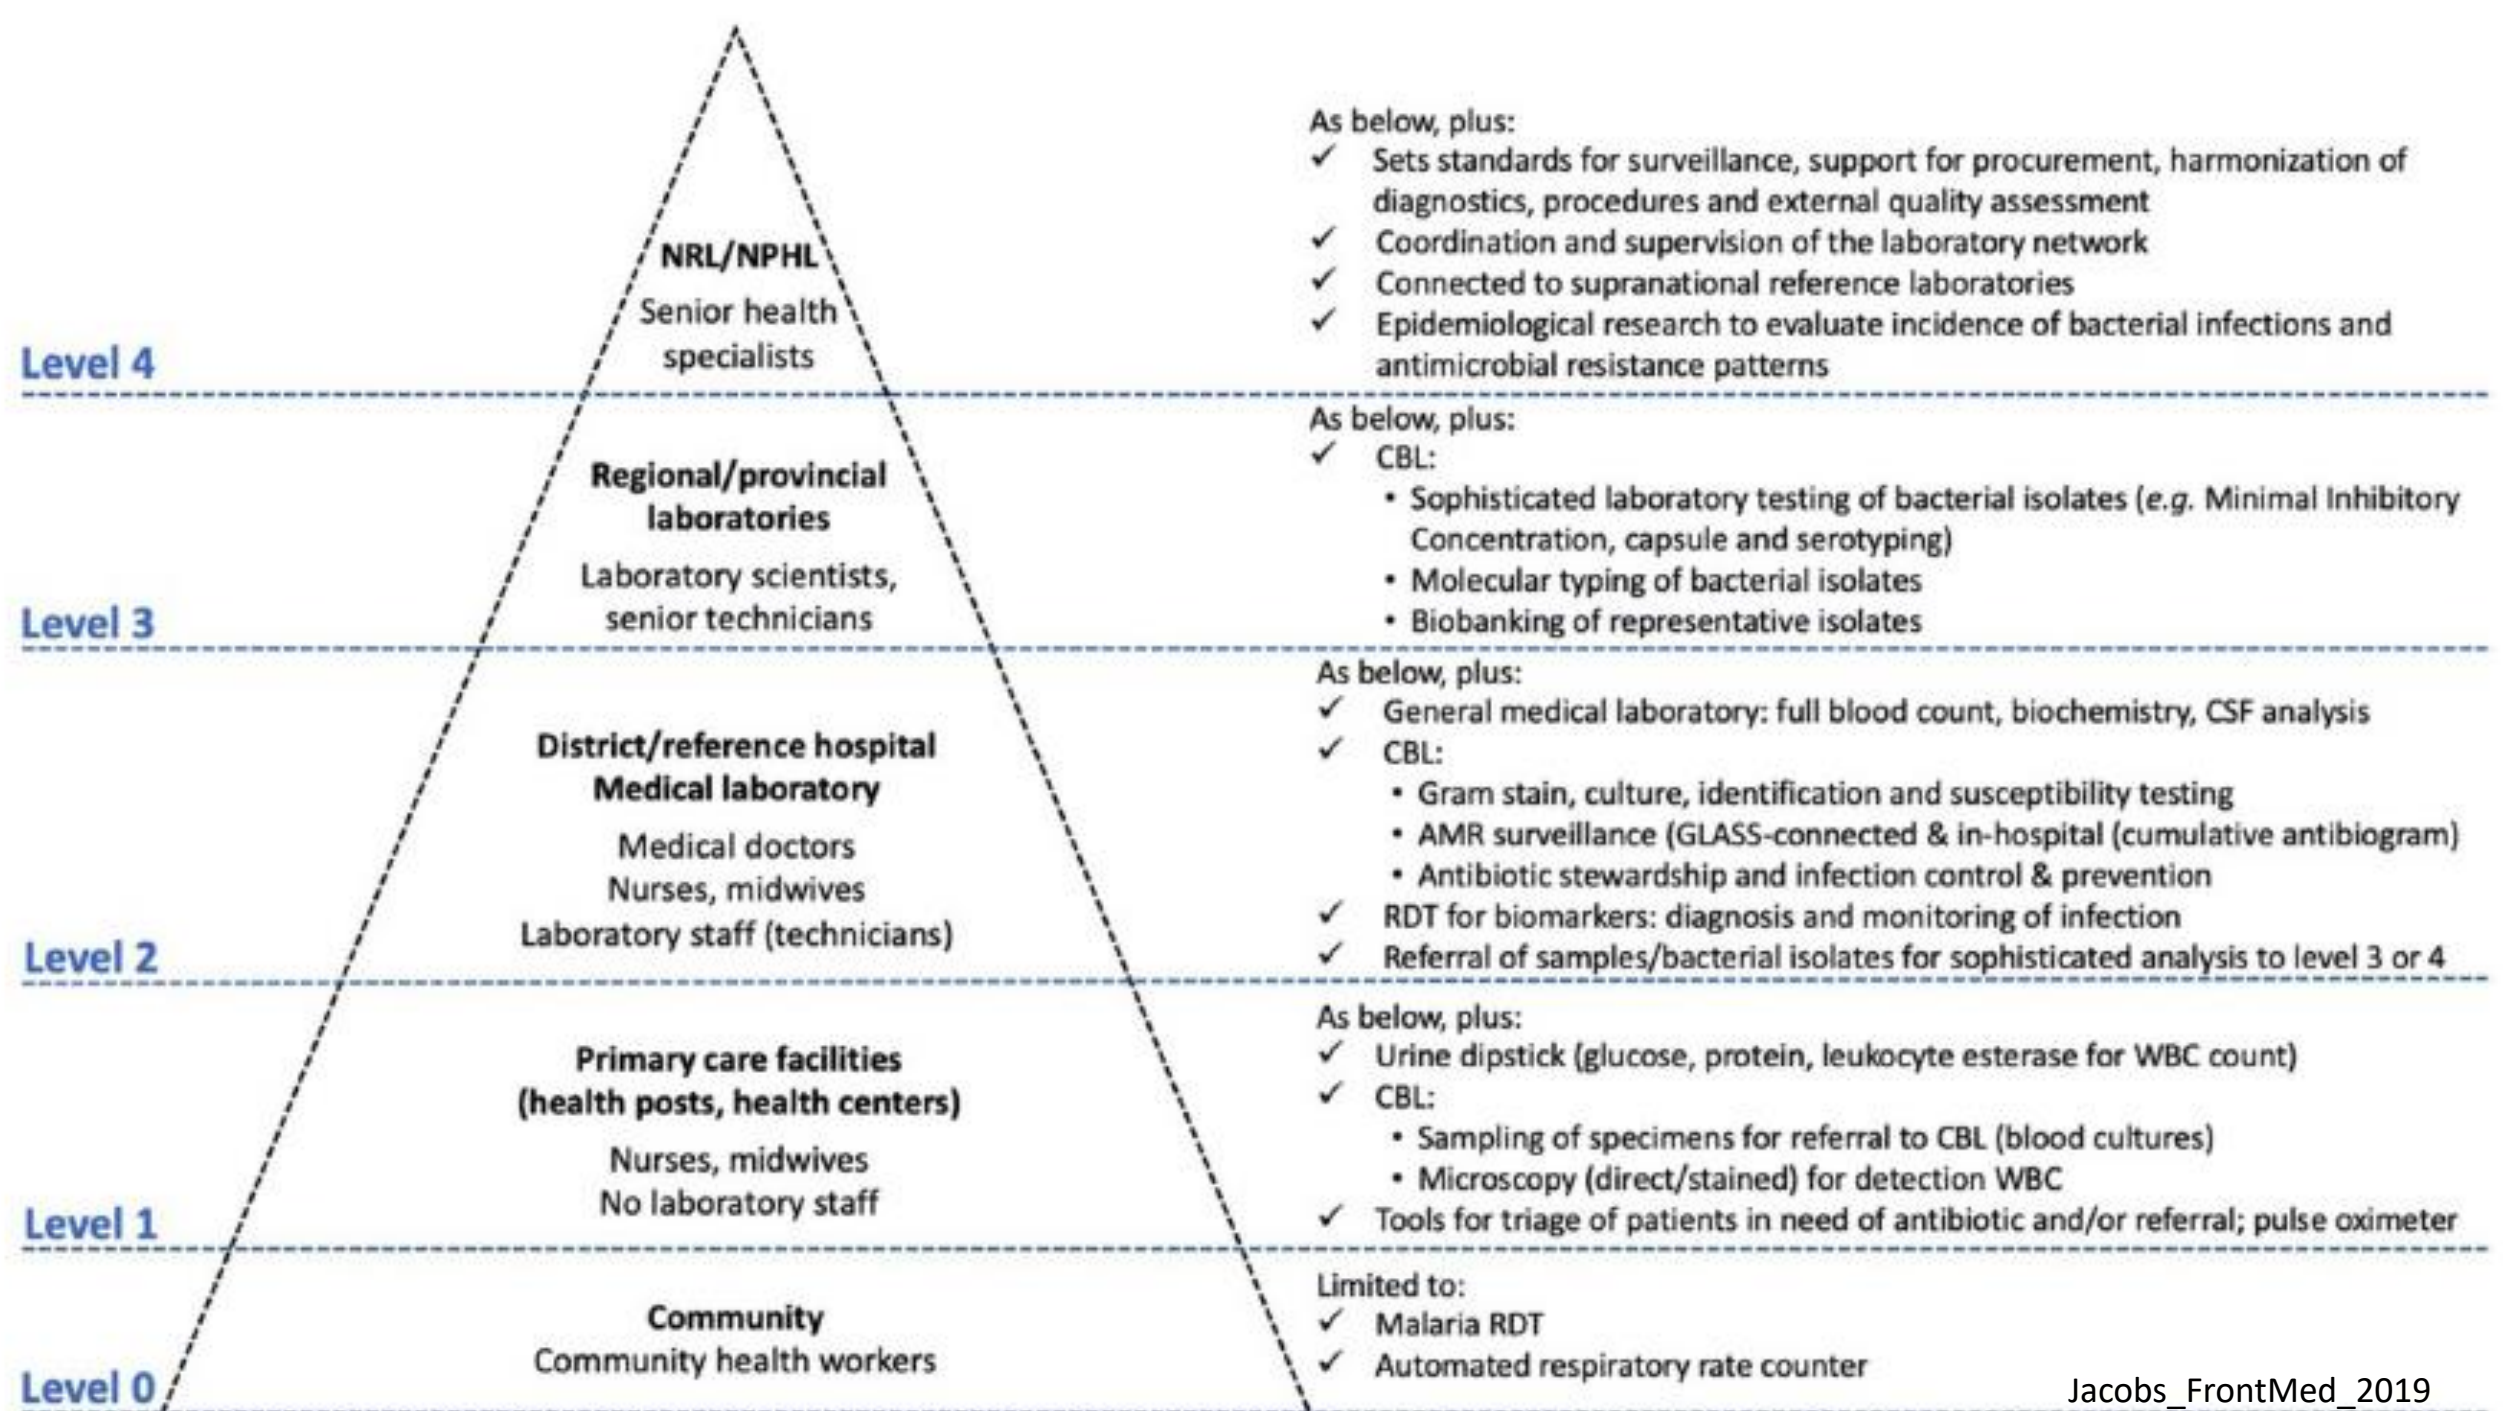 As below, plus:
✓ Sets standards for surveillance, support for procurement, harmonization of
diagnostics, procedures and external quality assessment
✓ Coordination and supervision of the laboratory network
✓ Connected to supranational reference laboratories
✓ Epidemiological research to evaluate incidence of bacterial infections and
antimicrobial resistance patterns
NRL/NPHL
Senior health
specialists
Level 4
As below, plus:
✓ CBL:
• Sophisticated laboratory testing of bacterial isolates (e.g. Minimal Inhibitory
Concentration, capsule and serotyping)
• Molecular typing of bacterial isolates
• Biobanking of representative isolates
Regional/provincial
laboratories
Laboratory scientists,
senior technicians
Level 3
As below, plus:
✓ General medical laboratory: full blood count, biochemistry, CSF analysis
✓ CBL:
• Gram stain, culture, identification and susceptibility testing
• AMR surveillance (GLASS-connected & in-hospital (cumulative antibiogram)
• Antibiotic stewardship and infection control & prevention
✓ RDT for biomarkers: diagnosis and monitoring of infection
✓ Referral of samples/bacterial isolates for sophisticated analysis to level 3 or 4
District/reference hospital
Medical laboratory
Medical doctors
Nurses, midwives
Laboratory staff (technicians)
Level 2
As below, plus:
✓ Urine dipstick (glucose, protein, leukocyte esterase for WBC count)
✓ CBL:
• Sampling of specimens for referral to CBL (blood cultures)
• Microscopy (direct/stained) for detection WBC
✓ Tools for triage of patients in need of antibiotic and/or referral; pulse oximeter
Primary care facilities
(health posts, health centers)
Nurses, midwives
No laboratory staff
Level 1
Limited to:
✓ Malaria RDT
✓ Automated respiratory rate counter
Community
Community health workers
Level 0
Jacobs_FrontMed_2019